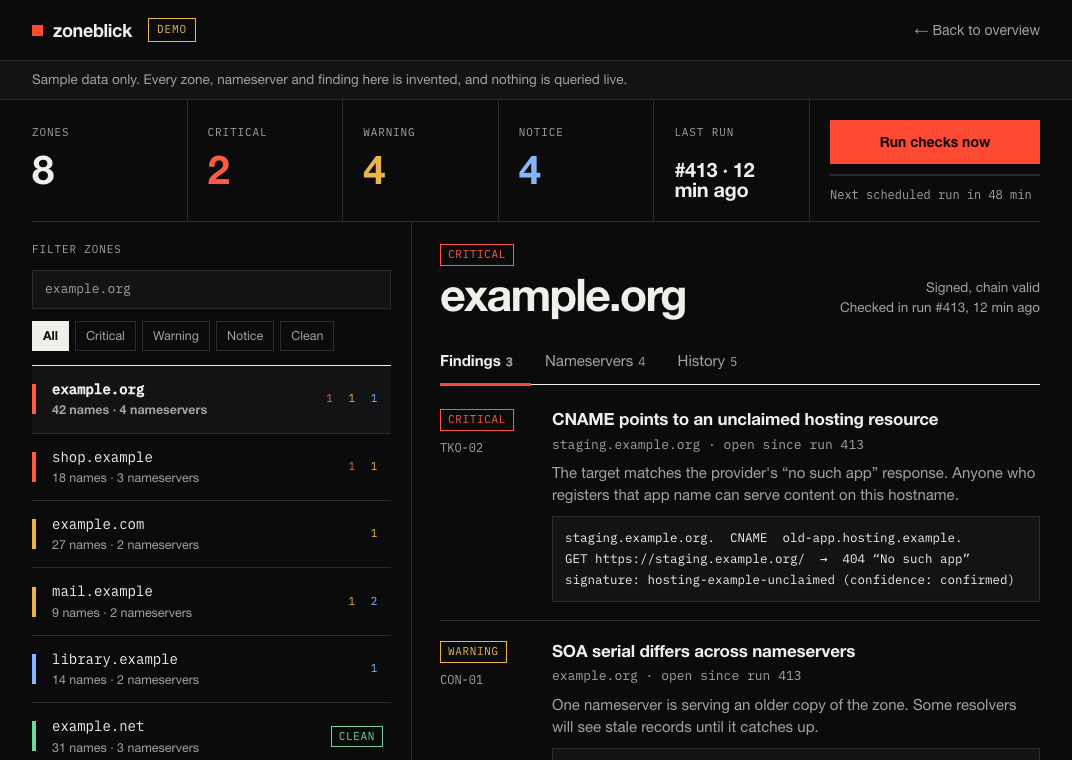 zoneblick DEMO ← Back to overview
Sample data only. Every zone, nameserver and finding here is invented, and nothing is queried live.
ZONES
8
CRITICAL
2
WARNING
4
NOTICE
4
LAST RUN
#413 · 12
min ago
Run checks now
Next scheduled run in 48 min
FILTER ZONES
example.org
All Critical Warning Notice Clean
example.org
42 names · 4 nameservers
1 1 1
shop.example
18 names · 3 nameservers
1 1
example.com
27 names · 2 nameservers
1
mail.example
9 names · 2 nameservers
1 2
library.example
14 names · 2 nameservers
1
example.net
31 names · 3 nameservers
CLEAN
CRITICAL
example.org
Signed, chain valid
Checked in run #413, 12 min ago
Findings 3 Nameservers 4 History 5
CRITICAL
TKO-02
CNAME points to an unclaimed hosting resource
staging.example.org · open since run 413
The target matches the provider's “no such app” response. Anyone who
registers that app name can serve content on this hostname.
staging.example.org. CNAME old-app.hosting.example.
GET https://staging.example.org/ → 404 “No such app”
signature: hosting-example-unclaimed (confidence: confirmed)
WARNING
CON-01
SOA serial differs across nameservers
example.org · open since run 413
One nameserver is serving an older copy of the zone. Some resolvers
will see stale records until it catches up.